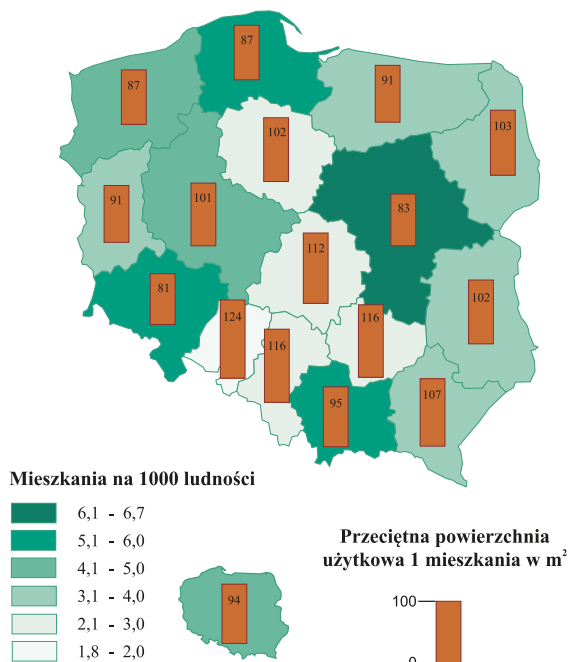 87
87
91
103
102
91
101
83
112
81
102
124
116
116
95
107
Mieszkania na 1000 ludności
6,1 - 6,7
5,1 - 6,0
4,1 - 5,0
3,1 - 4,0
2,1 - 3,0
1,8 - 2,0
94
Przeciętna powierzchnia
użytkowa 1 mieszkania w m²
100
0